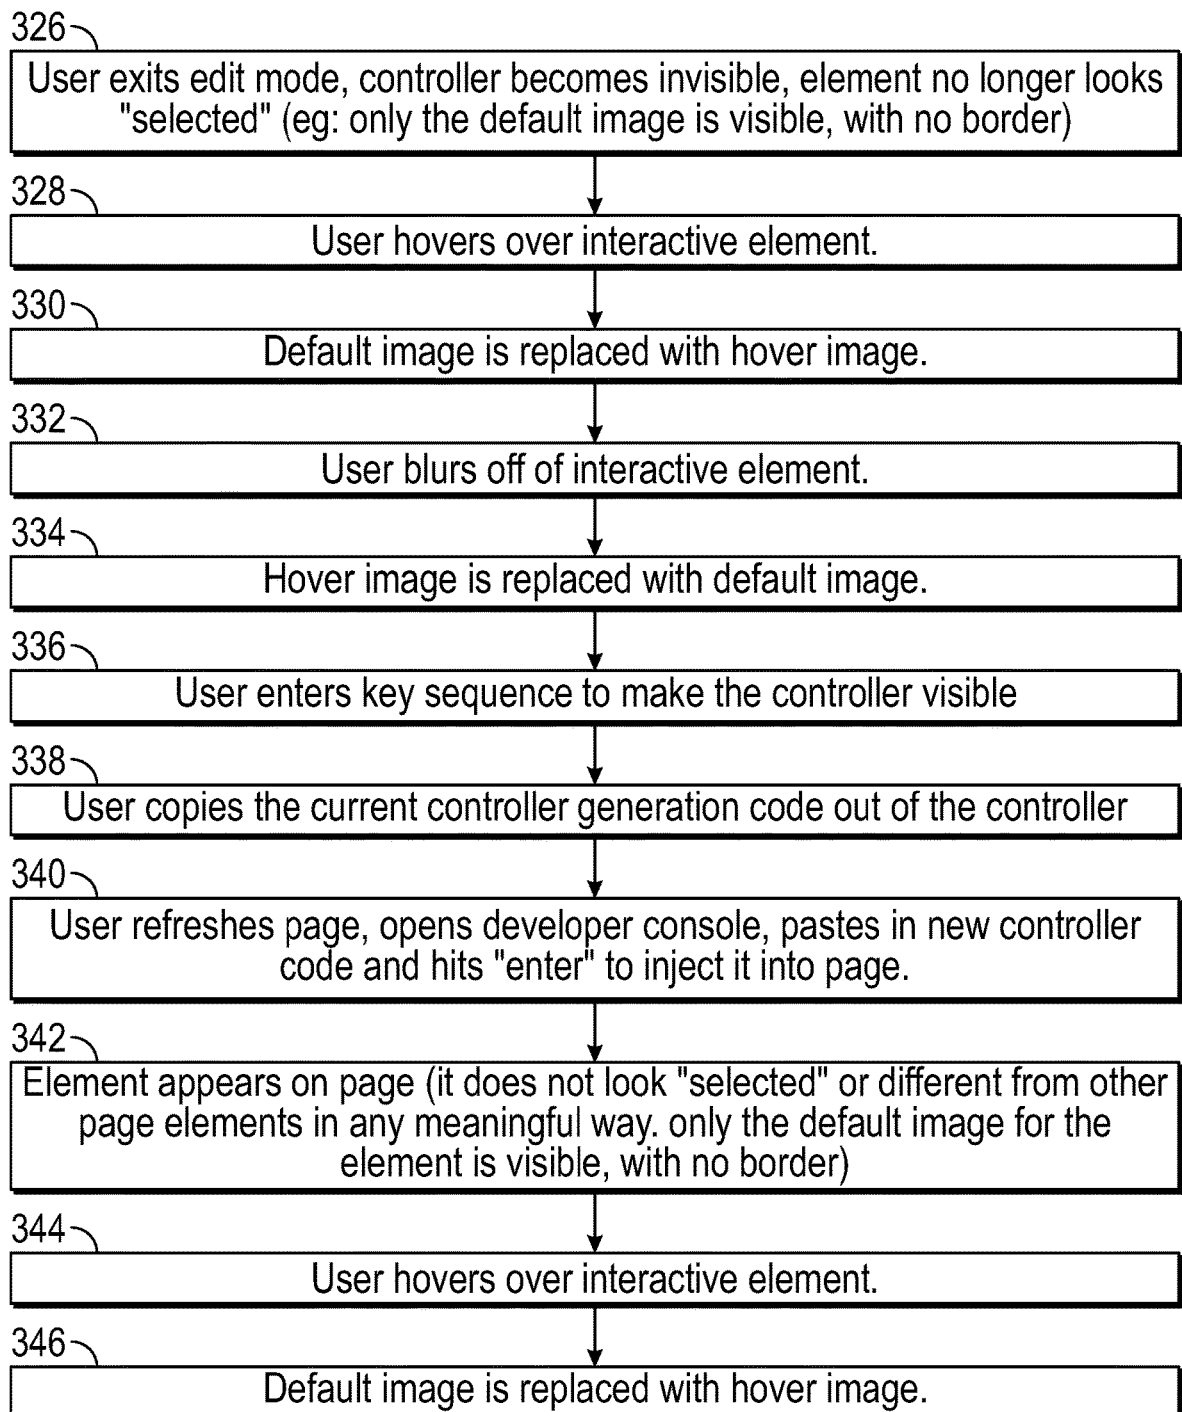 326
User exits edit mode, controller becomes invisible, element no longer looks
"selected" (eg: only the default image is visible, with no border)
328
User hovers over interactive element.
330
Default image is replaced with hover image.
332
User blurs off of interactive element.
334
Hover image is replaced with default image.
336
User enters key sequence to make the controller visible
338
User copies the current controller generation code out of the controller
340
User refreshes page, opens developer console, pastes in new controller
code and hits "enter" to inject it into page.
342
Element appears on page (it does not look "selected" or different from other
page elements in any meaningful way. only the default image for the
element is visible, with no border)
344
User hovers over interactive element.
346
Default image is replaced with hover image.